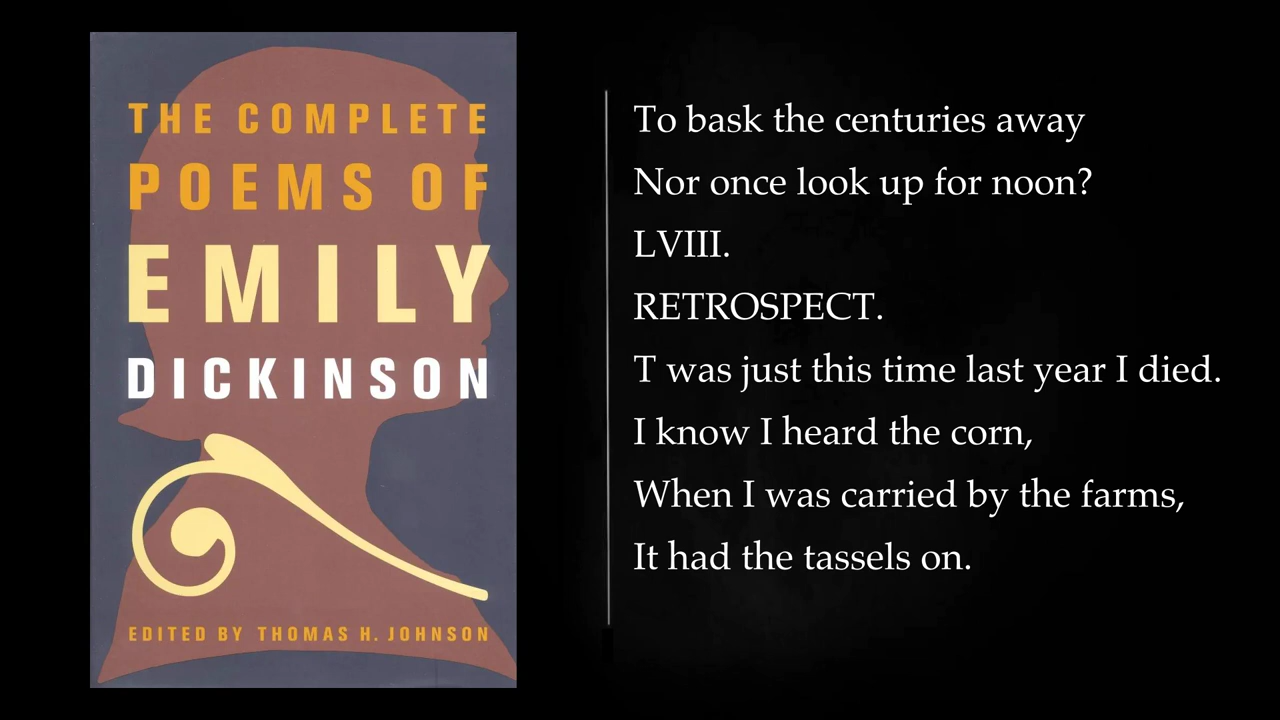 THE COMPLETE
POEMS OF
EMILY
DICKINSON
EDITED BY THOMAS H. JOHNSON
To bask the centuries away
Nor once look up for noon?
LVIII.
RETROSPECT.
T was just this time last year I died.
I know I heard the corn,
When I was carried by the farms,
It had the tassels on.